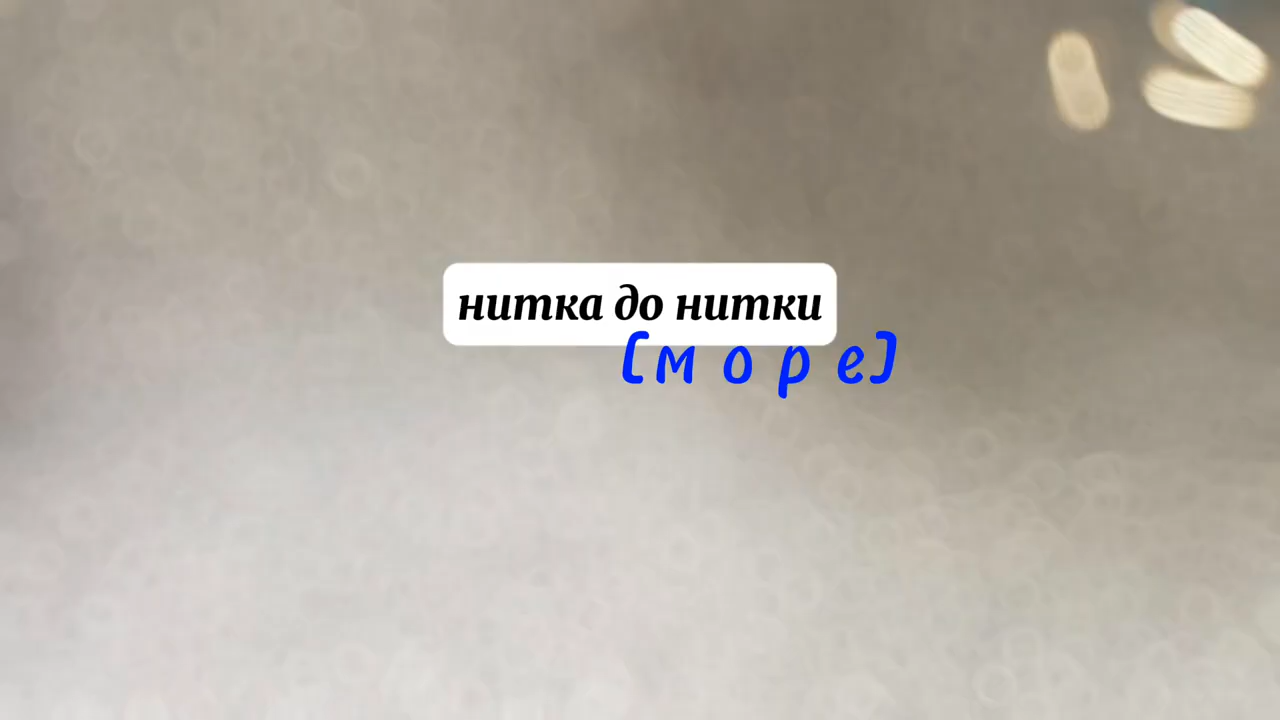 нитка до нитки
[м о р е]